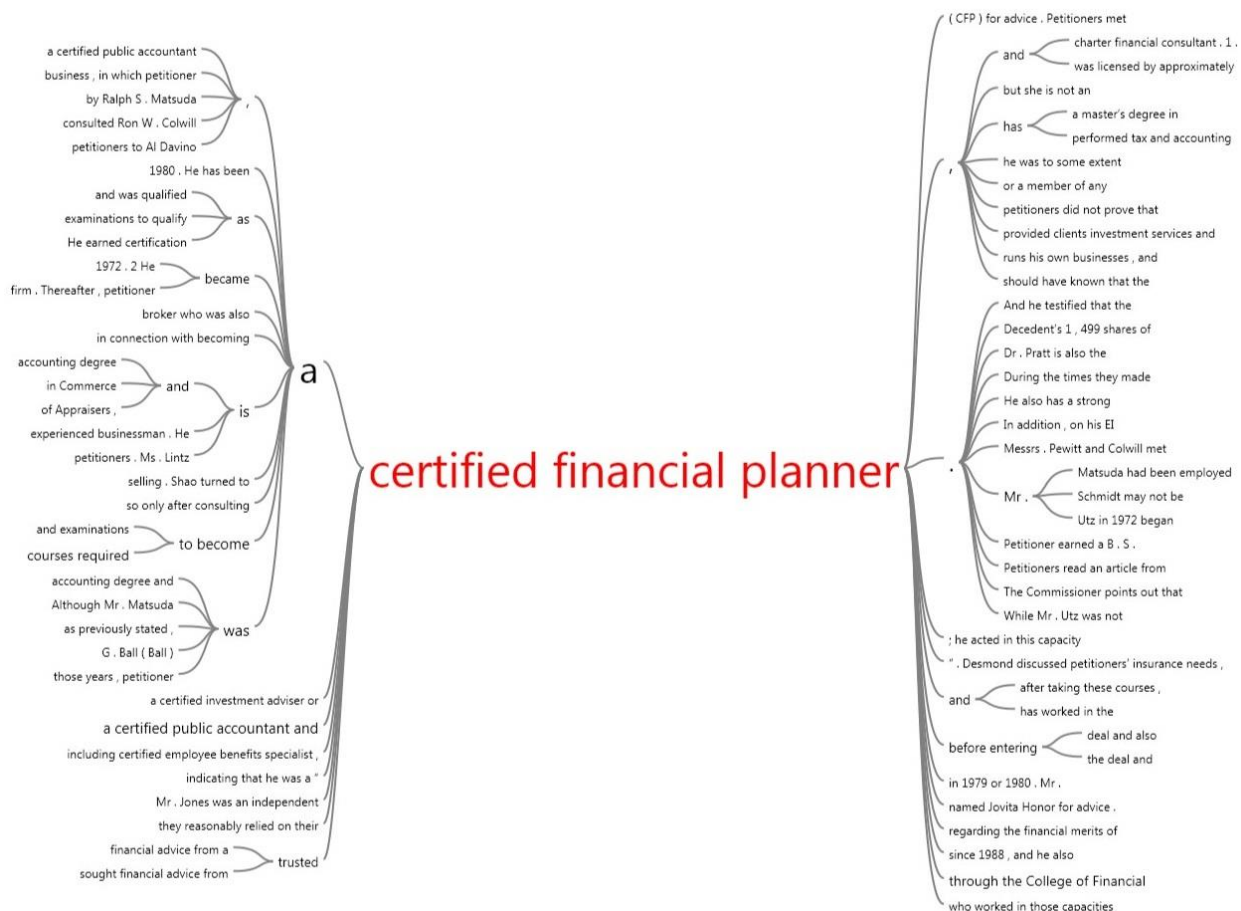 a certified public accountant
business , in which petitioner
by Ralph S . Matsuda
consulted Ron W . Colwill
petitioners to Al Davino
,
1980 . He has been
and was qualified
examinations to qualify
He earned certification
as
1972 . 2 He
firm . Thereafter , petitioner
became
broker who was also
in connection with becoming
accounting degree
in Commerce
of Appraisers ,
and
experienced businessman . He
petitioners . Ms . Lintz
is
selling . Shao turned to
so only after consulting
and examinations
courses required
to become
accounting degree and
Although Mr . Matsuda
as previously stated ,
G . Ball ( Ball )
those years , petitioner
was
a
a certified investment adviser or
a certified public accountant and
including certified employee benefits specialist ,
indicating that he was a "
Mr . Jones was an independent
they reasonably relied on their
financial advice from a
sought financial advice from
trusted
certified financial planner
( CFP ) for advice . Petitioners met
,
and
charter financial consultant . 1 .
was licensed by approximately
but she is not an
has
a master's degree in
performed tax and accounting
he was to some extent
or a member of any
petitioners did not prove that
provided clients investment services and
runs his own businesses , and
should have known that the
.
And he testified that the
Decedent's 1 , 499 shares of
Dr . Pratt is also the
During the times they made
He also has a strong
In addition , on his EI
Messrs . Pewitt and Colwill met
Mr .
Matsuda had been employed
Schmidt may not be
Utz in 1972 began
Petitioner earned a B . S .
Petitioners read an article from
The Commissioner points out that
While Mr . Utz was not
; he acted in this capacity
" . Desmond discussed petitioners' insurance needs ,
and
after taking these courses ,
has worked in the
before entering
deal and also
the deal and
in 1979 or 1980 . Mr .
named Jovita Honor for advice .
regarding the financial merits of
since 1988 , and he also
through the College of Financial
who worked in those capacities